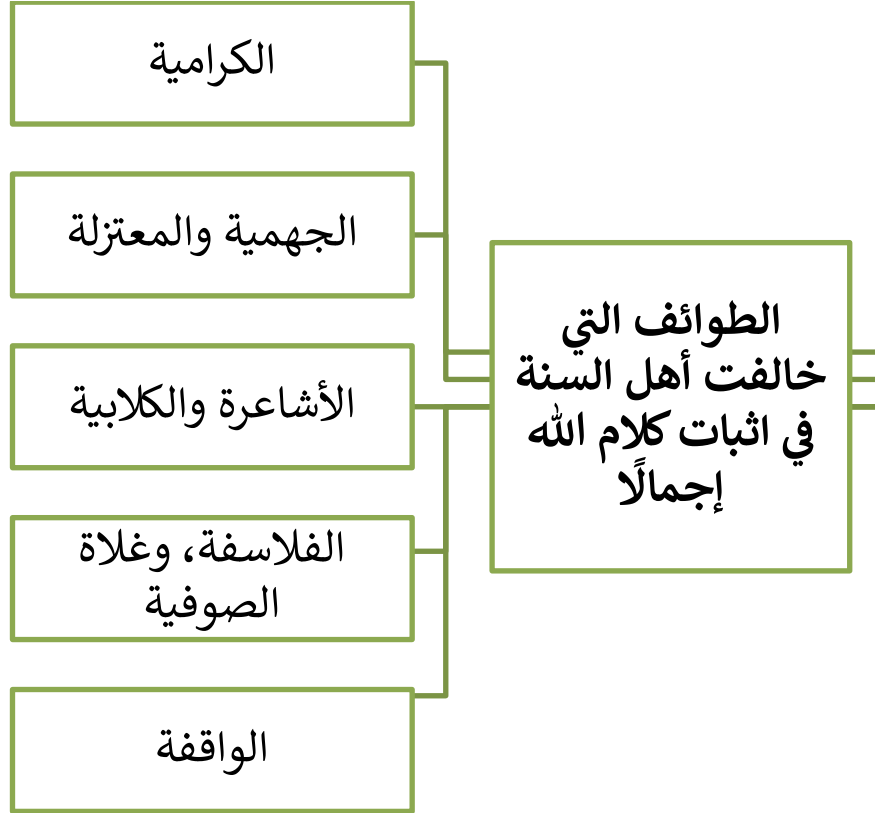 الطوائف التي
خالفت أهل السنة
في اثبات كلام الله
إجمالًا
الكرامية
الجهمية والمعتزلة
الأشاعرة والكلابية
الفلاسفة، وغلاة
الصوفية
الواقفة